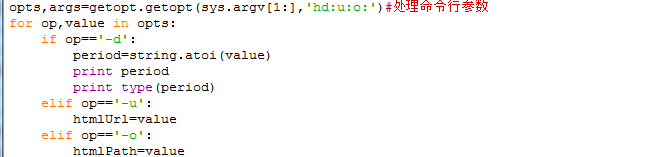 opts,args=getopt.getopt(sys.argv[1:],'hd:u:o:')#处理命令行参数
for op,value in opts:
    if op=='-d':
        period=string.atoi(value)
        print period
        print type(period)
    elif op=='-u':
        htmlUrl=value
    elif op=='-o':
        htmlPath=value